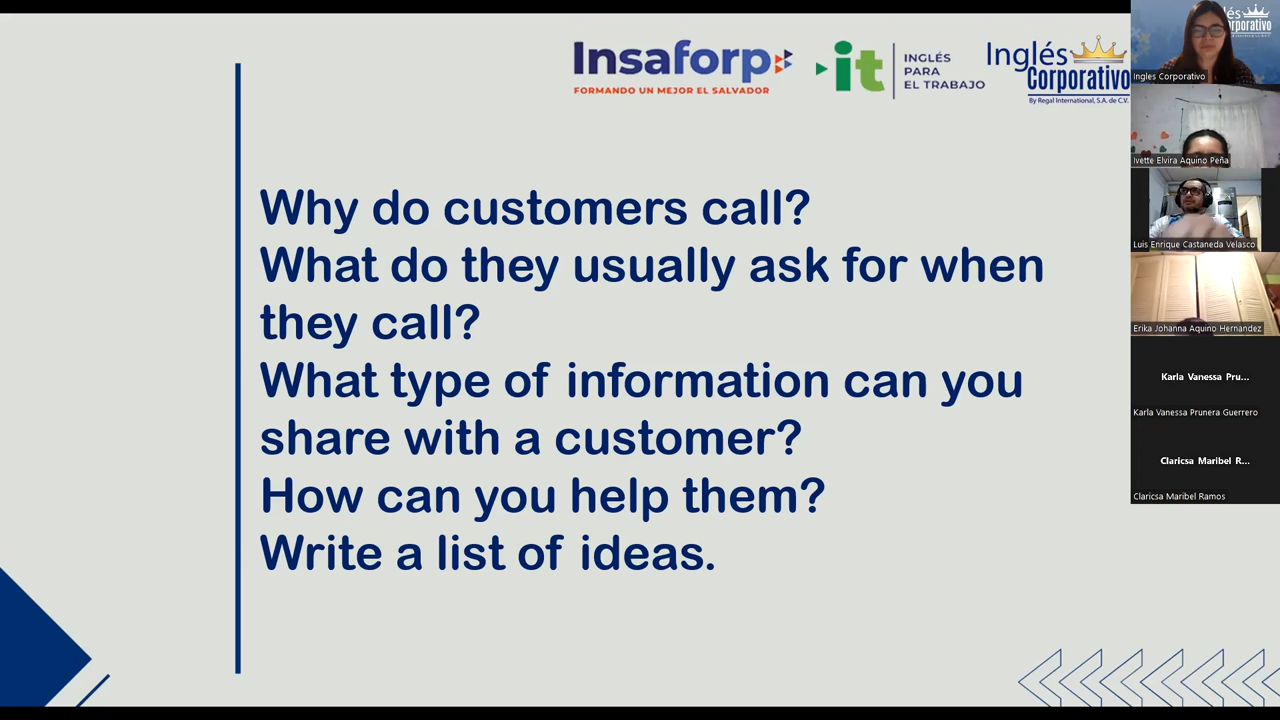 Insaforp
FORMANDO UN MEJOR EL SALVADOR
it
INGLÉS
PARA
EL TRABAJO
Inglés
Corporativo
By Regal International, S.A. de C.V.
Why do customers call?
What do they usually ask for when
they call?
What type of information can you
share with a customer?
How can you help them?
Write a list of ideas.
Ingles Corporativo
Ivette Elvira Aquino Peña
Luis Enrique Castaneda Velasco
Erika Johanna Aquino Hernandez
Karla Vanessa Pru...
Karla Vanessa Prunera Guerrero
Claricsa Maribel R...
Claricsa Maribel Ramos